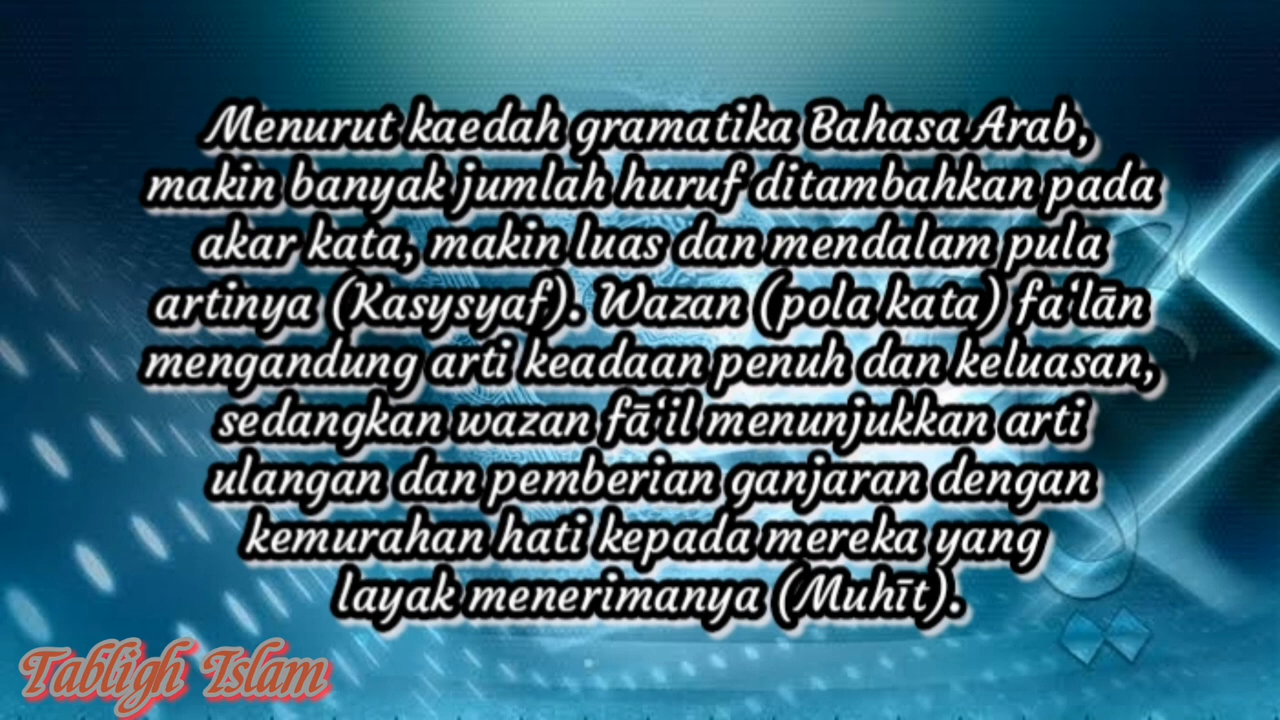 Menurut kaedah gramatika Bahasa Arab,
makin banyak jumlah huruf ditambahkan pada
akar kata, makin luas dan mendalam pula
artinya (Kasysyaf). Wazan (pola kata) fa‘lān
mengandung arti keadaan penuh dan keluasan,
sedangkan wazan fā‘il menunjukkan arti
ulangan dan pemberian ganjaran dengan
kemurahan hati kepada mereka yang
layak menerimanya (Muhīt).
Tabligh Islam